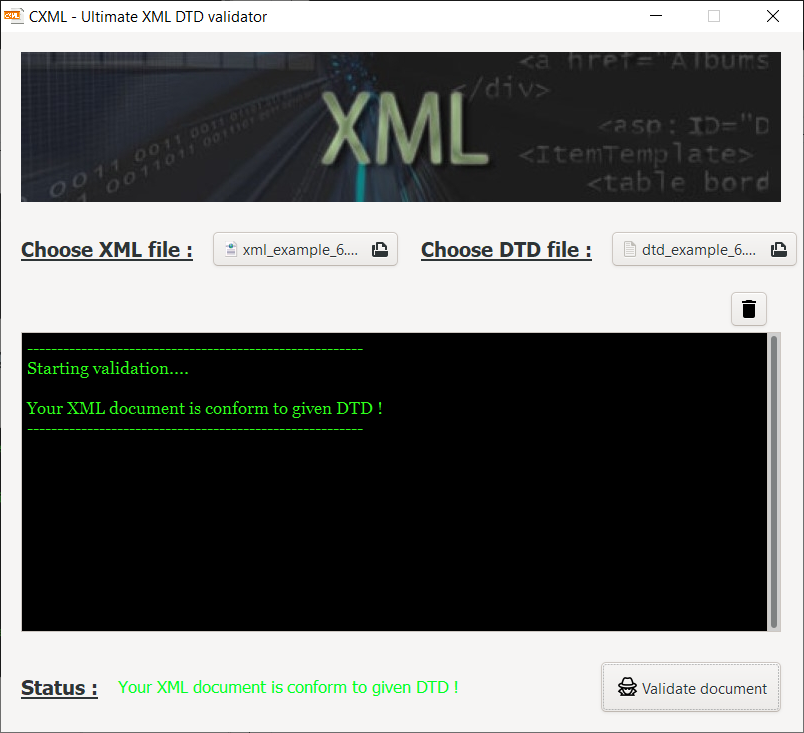 CXML - Ultimate XML DTD validator
<a href="Albums
</div>
XML
<asp: ID="D
<ItemTemplate>
<table bord
0011 0011 0011 0011
0011 0011011
Choose XML file :
xml_example_6....
Choose DTD file :
dtd_example_6....
--------------------------------------------------------
Starting validation....
Your XML document is conform to given DTD !
--------------------------------------------------------
Status :
Your XML document is conform to given DTD !
Validate document